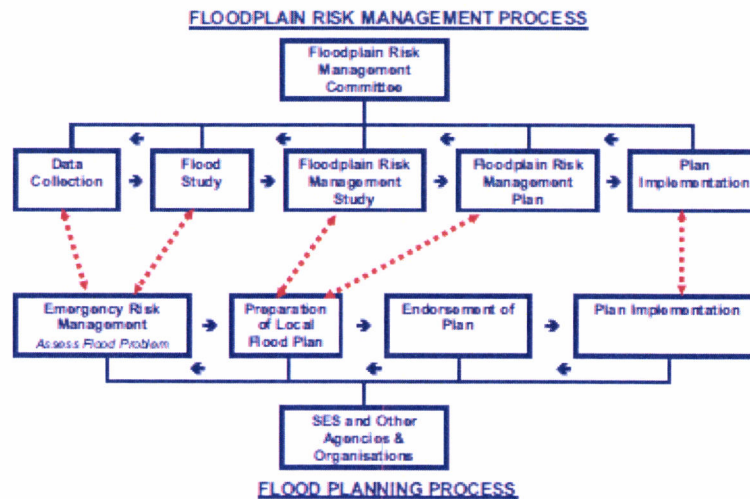 FLOODPLAIN RISK MANAGEMENT PROCESS
Floodplain Risk
Management
Committee
Data
Collection
Flood
Study
Floodplain Risk
Management
Study
Floodplain Risk
Management
Plan
Plan
Implementation
Emergency Risk
Management
Assess Flood Problem
Preparation
of Local
Flood Plan
Endorsement of
Plan
Plan Implementation
SES and Other
Agencies &
Organisations
FLOOD PLANNING PROCESS